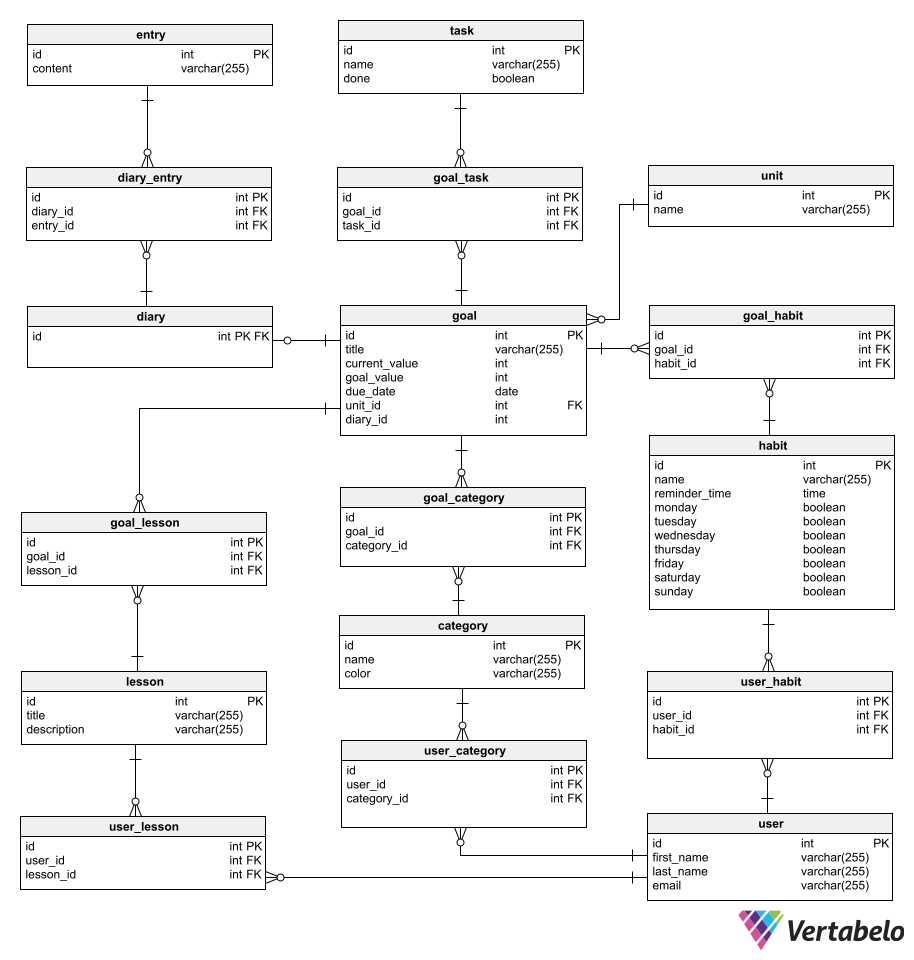 entry
id int PK
content varchar(255)
task
id int PK
name varchar(255)
done boolean
diary_entry
id int PK
diary_id int FK
entry_id int FK
goal_task
id int PK
goal_id int FK
task_id int FK
unit
id int PK
name varchar(255)
diary
id int PK FK
goal
id int PK
title varchar(255)
current_value int
goal_value int
due_date date
unit_id int FK
diary_id int
goal_habit
id int PK
goal_id int FK
habit_id int FK
habit
id int PK
name varchar(255)
reminder_time time
monday boolean
tuesday boolean
wednesday boolean
thursday boolean
friday boolean
saturday boolean
sunday boolean
goal_lesson
id int PK
goal_id int FK
lesson_id int FK
goal_category
id int PK
goal_id int FK
category_id int FK
category
id int PK
name varchar(255)
color varchar(255)
lesson
id int PK
title varchar(255)
description varchar(255)
user_habit
id int PK
user_id int FK
habit_id int FK
user_category
id int PK
user_id int FK
category_id int FK
user_lesson
id int PK
user_id int FK
lesson_id int FK
user
id int PK
first_name varchar(255)
last_name varchar(255)
email varchar(255)
Vertabelo